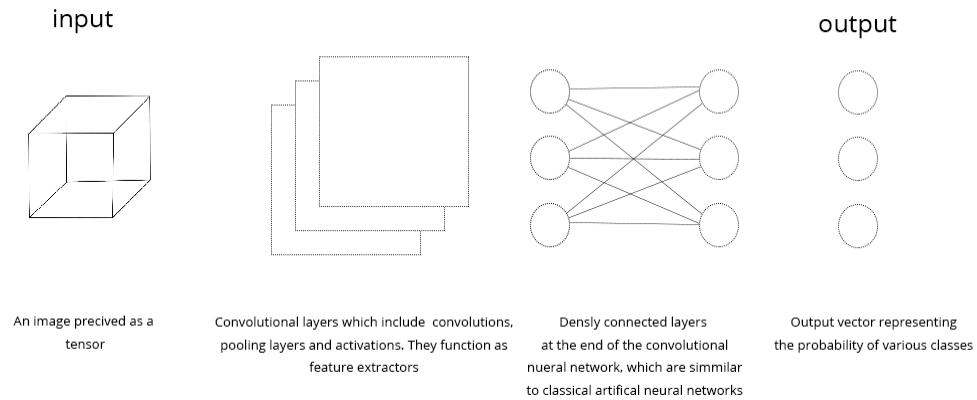 input
output
An image precived as a
tensor
Convolutional layers which include convolutions,
pooling layers and activations. They function as
feature extractors
Densly connected layers
at the end of the convolutional
nueral network, which are simmilar
to classical artifical neural networks
Output vector representing
the probability of various classes